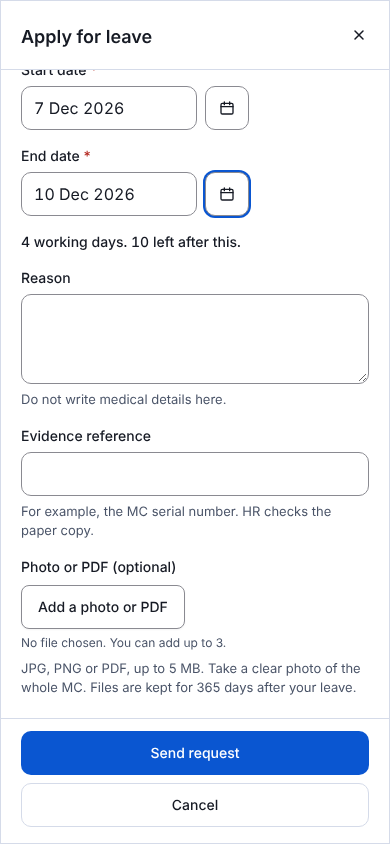 Apply for leave
Start date *
7 Dec 2026
End date *
10 Dec 2026
4 working days. 10 left after this.
Reason
Do not write medical details here.
Evidence reference
For example, the MC serial number. HR checks the
paper copy.
Photo or PDF (optional)
Add a photo or PDF
No file chosen. You can add up to 3.
JPG, PNG or PDF, up to 5 MB. Take a clear photo of the
whole MC. Files are kept for 365 days after your leave.
Send request
Cancel